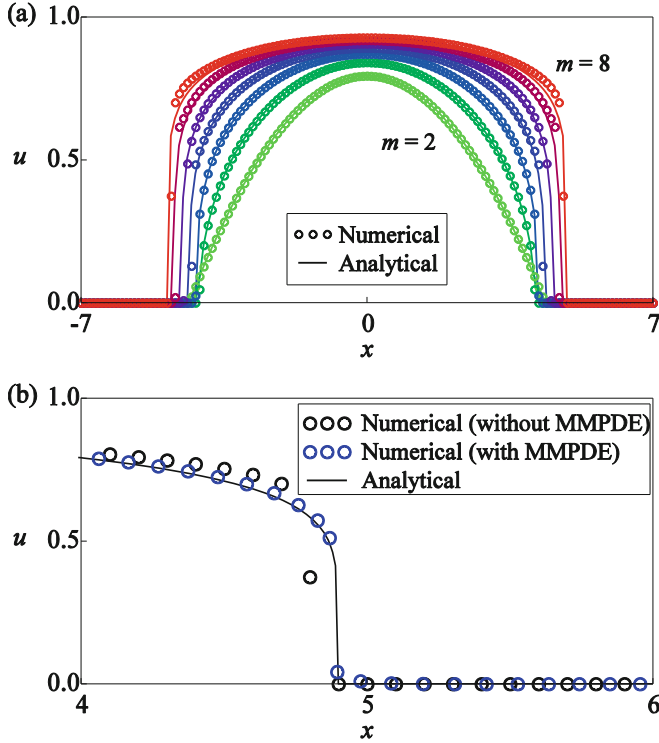 (a)
1.0
m = 8
m = 2
u
0.5
Numerical
Analytical
0.0
-7
0
7
x
(b)
1.0
Numerical (without MMPDE)
Numerical (with MMPDE)
Analytical
u
0.5
0.0
4
5
6
x